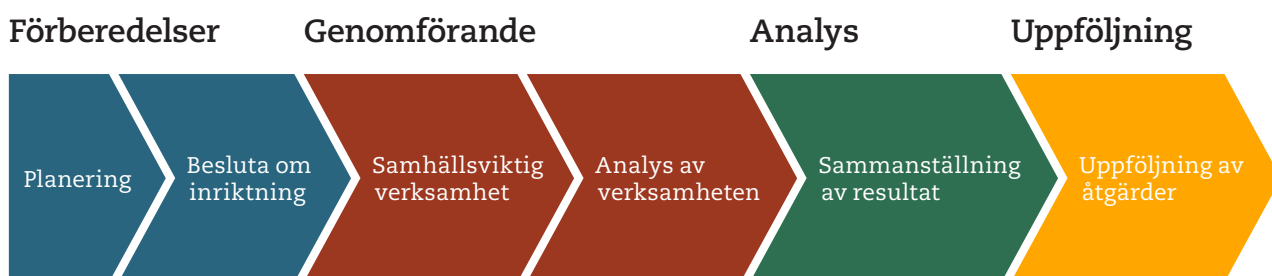 Förberedelser
Genomförande
Analys
Uppföljning
Planering
Besluta om
inriktning
Samhällsviktig
verksamhet
Analys av
verksamheten
Sammanställning
av resultat
Uppföljning av
åtgärder